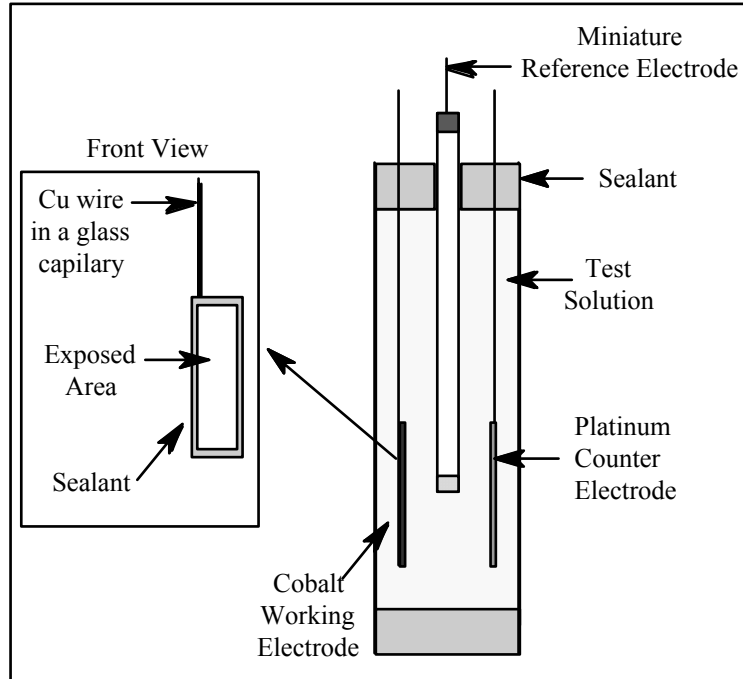 Miniature
Reference Electrode
Front View
Cu wire
in a glass
capilary
Exposed
Area
Sealant
Sealant
Test
Solution
Platinum
Counter
Electrode
Cobalt
Working
Electrode